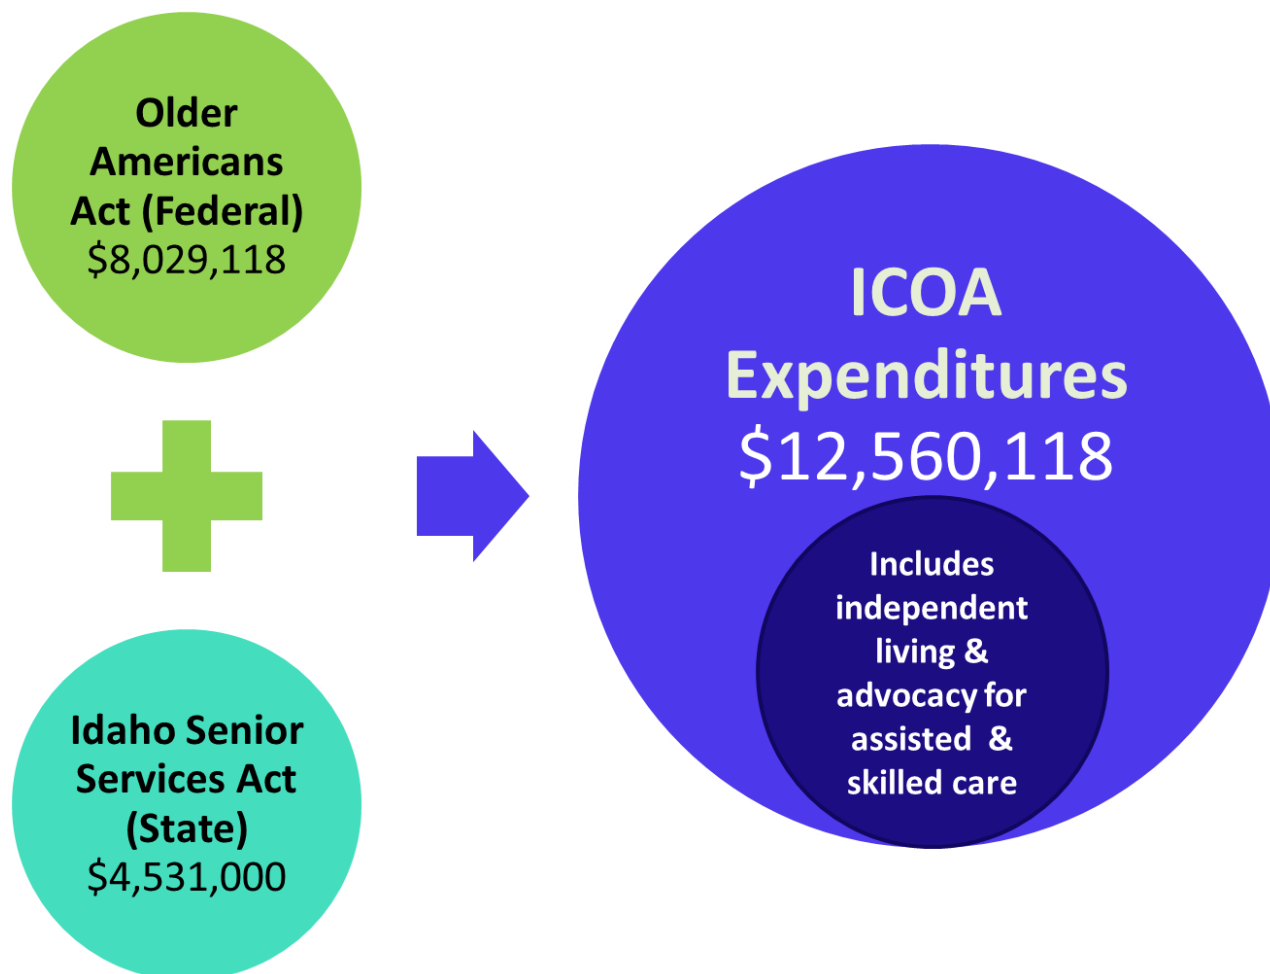 Older
Americans
Act (Federal)
$8,029,118
Idaho Senior
Services Act
(State)
$4,531,000
ICOA
Expenditures
$12,560,118
Includes
independent
living &
advocacy for
assisted  &
skilled care